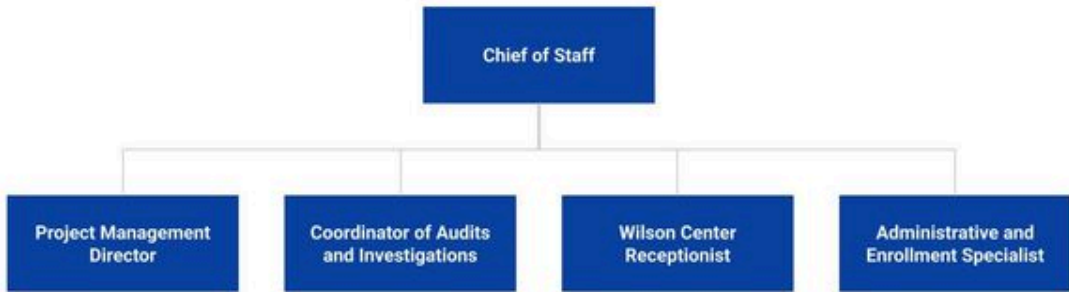 Chief of Staff
Project Management
Director
Coordinator of Audits
and Investigations
Wilson Center
Receptionist
Administrative and
Enrollment Specialist